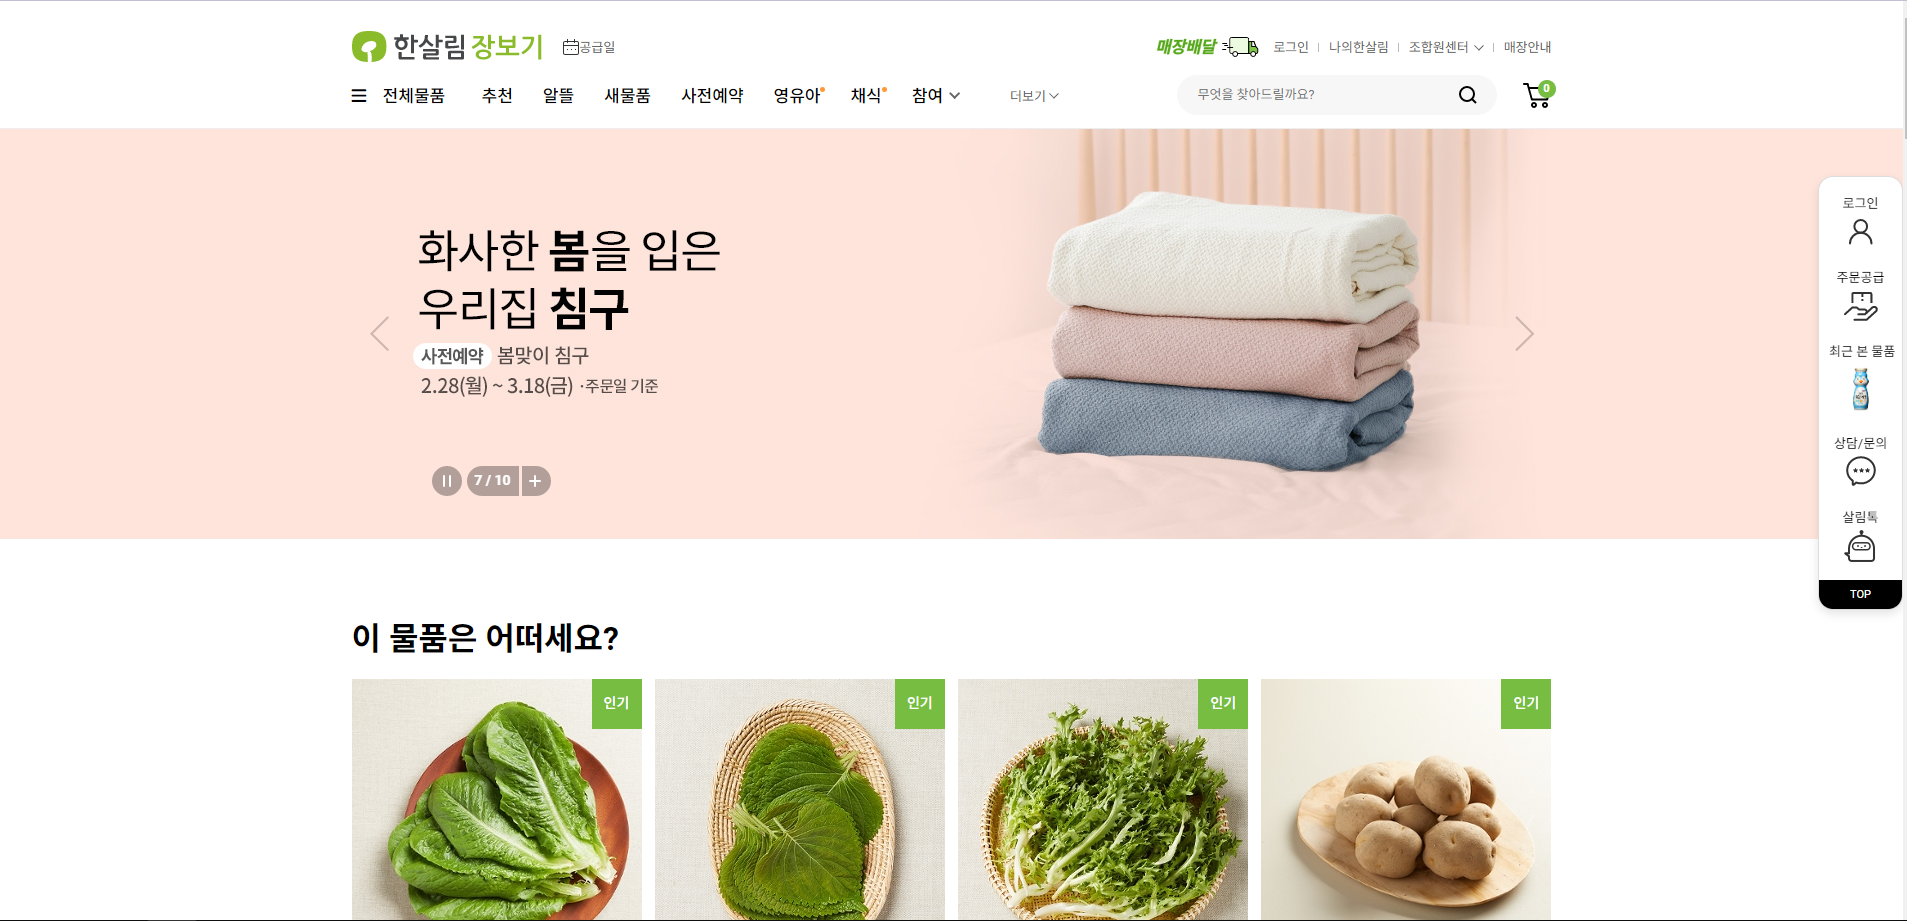 한살림 장보기
공급일
매장배달
로그인
나의한살림
조합원센터
매장안내
전체물품
추천
알뜰
새물품
사전예약
영유아
채식
참여
더보기
무엇을 찾아드릴까요?
0
화사한 봄을 입은
우리집 침구
사전예약 봄맞이 침구
2.28(월) ~ 3.18(금) ·주문일 기준
7 / 10
로그인
주문공급
최근 본 물품
상담/문의
살림톡
TOP
이 물품은 어떠세요?
인기
인기
인기
인기